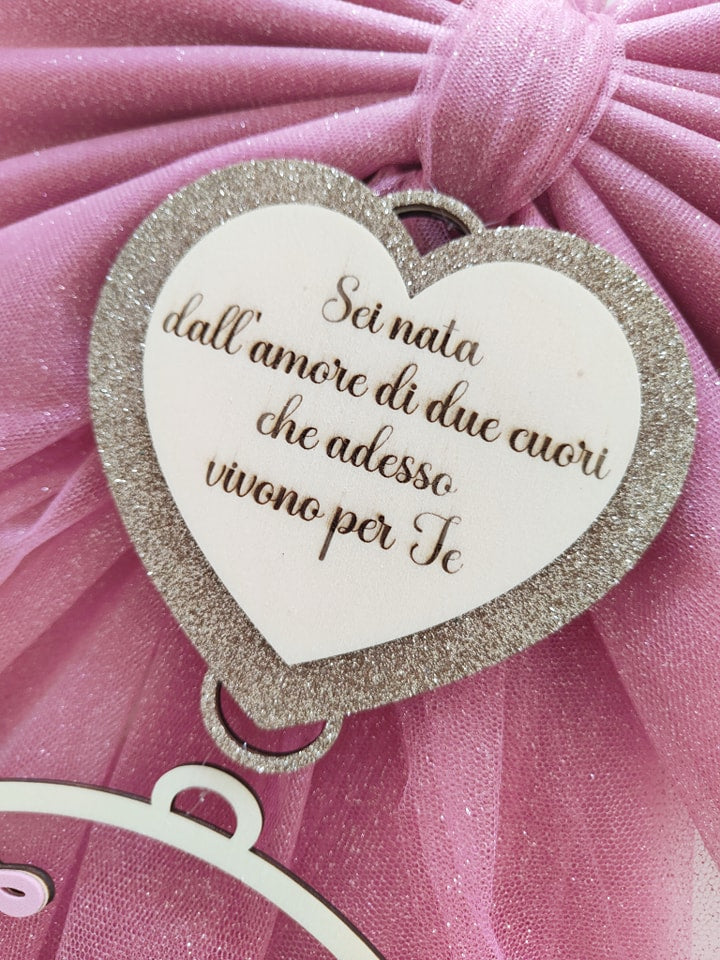 Sei nata
dall'amore di due cuori
che adesso
vivono per Te